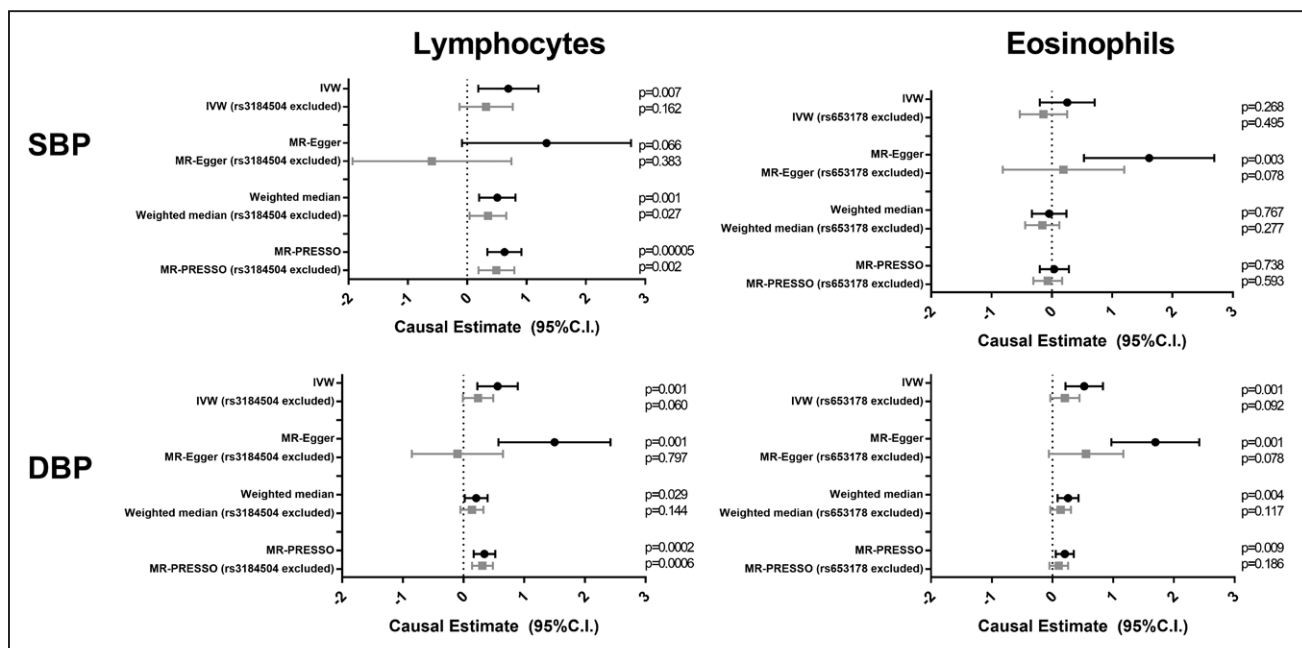 Lymphocytes
Eosinophils
SBP
IVW
IVW (rs3184504 excluded)
MR-Egger
MR-Egger (rs3184504 excluded)
Weighted median
Weighted median (rs3184504 excluded)
MR-PRESSO
MR-PRESSO (rs3184504 excluded)
p=0.007
p=0.162
p=0.066
p=0.383
p=0.001
p=0.027
p=0.00005
p=0.002
-2
-1
0
1
2
3
Causal Estimate (95%C.I.)
IVW
IVW (rs653178 excluded)
MR-Egger
MR-Egger (rs653178 excluded)
Weighted median
Weighted median (rs653178 excluded)
MR-PRESSO
MR-PRESSO (rs653178 excluded)
p=0.268
p=0.495
p=0.003
p=0.078
p=0.767
p=0.277
p=0.738
p=0.593
-2
-1
0
1
2
3
Causal Estimate (95%C.I.)
DBP
IVW
IVW (rs3184504 excluded)
MR-Egger
MR-Egger (rs3184504 excluded)
Weighted median
Weighted median (rs3184504 excluded)
MR-PRESSO
MR-PRESSO (rs3184504 excluded)
p=0.001
p=0.060
p=0.001
p=0.797
p=0.029
p=0.144
p=0.0002
p=0.0006
-2
-1
0
1
2
3
Causal Estimate (95%C.I.)
IVW
IVW (rs653178 excluded)
MR-Egger
MR-Egger (rs653178 excluded)
Weighted median
Weighted median (rs653178 excluded)
MR-PRESSO
MR-PRESSO (rs653178 excluded)
p=0.001
p=0.092
p=0.001
p=0.078
p=0.004
p=0.117
p=0.009
p=0.186
-2
-1
0
1
2
3
Causal Estimate (95%C.I.)